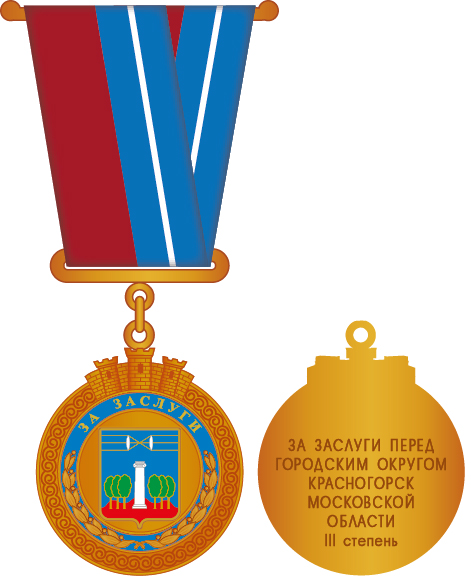 ЗА ЗАСЛУГИ
ЗА ЗАСЛУГИ ПЕРЕД
ГОРОДСКИМ ОКРУГОМ
КРАСНОГОРСК
МОСКОВСКОЙ
ОБЛАСТИ
III степень